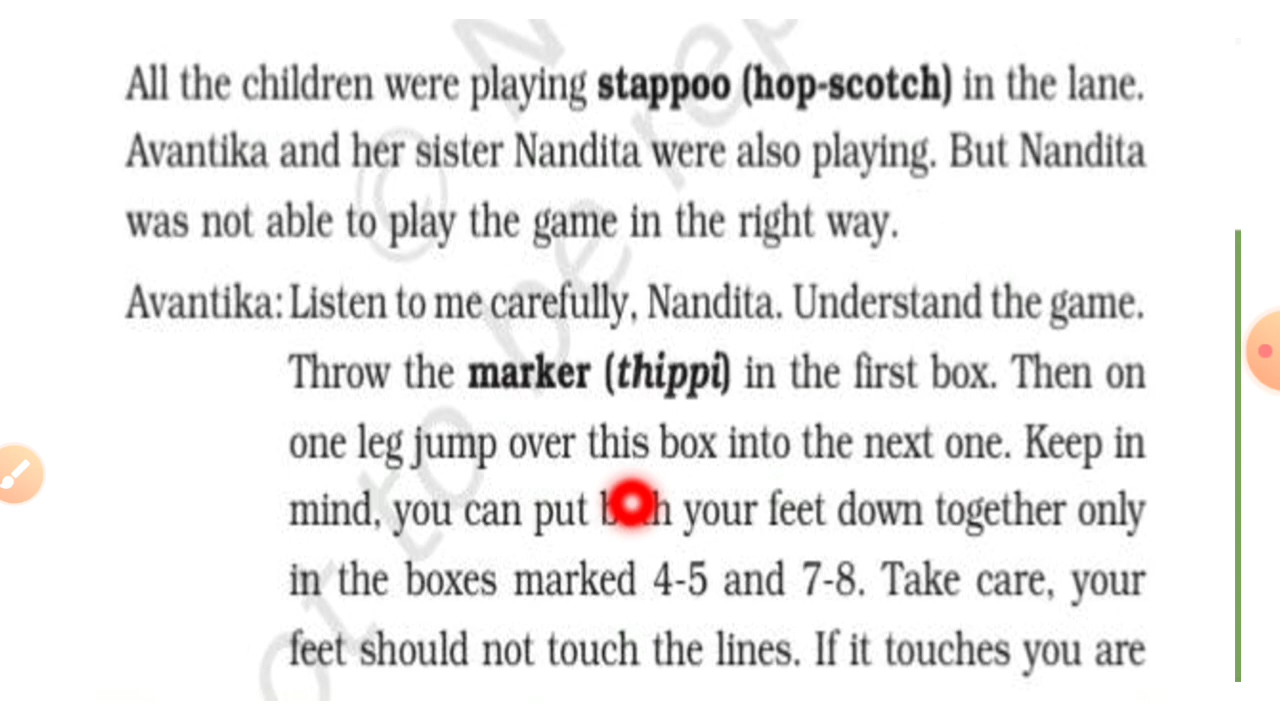 All the children were playing stappoo (hop-scotch) in the lane.
Avantika and her sister Nandita were also playing. But Nandita
was not able to play the game in the right way.
Avantika: Listen to me carefully, Nandita. Understand the game.
Throw the marker (thippi) in the first box. Then on
one leg jump over this box into the next one. Keep in
mind, you can put both your feet down together only
in the boxes marked 4-5 and 7-8. Take care, your
feet should not touch the lines. If it touches you are